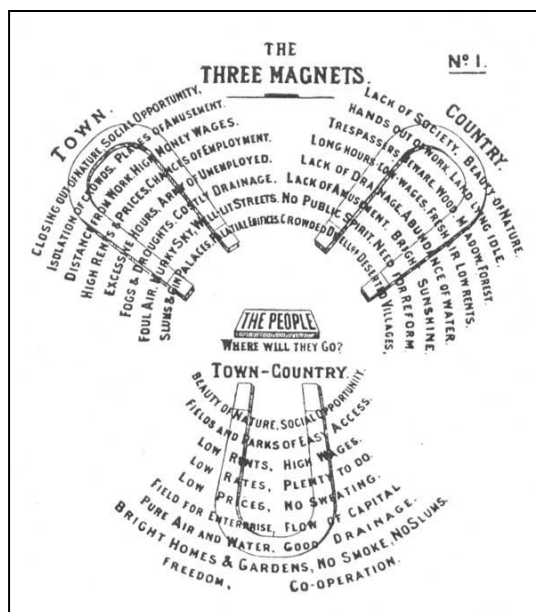 THE
THREE MAGNETS.
Nº 1.
TOWN.
CLOSING OUT OF NATURE. SOCIAL OPPORTUNITY.
ISOLATION OF CROWDS. PLACES OF AMUSEMENT.
DISTANCE FROM WORK. HIGH MONEY WAGES.
HIGH RENTS & PRICES. CHANCES OF EMPLOYMENT.
EXCESSIVE HOURS. ARMY OF UNEMPLOYED.
FOGS & DROUGHTS. COSTLY DRAINAGE.
FOUL AIR. MURKY SKY. WELL-LIT STREETS.
SLUMS & GIN PALACES. PALATIAL EDIFICES.
COUNTRY.
LACK OF SOCIETY. BEAUTY OF NATURE.
HANDS OUT OF WORK. LAND LYING IDLE.
TRESPASSERS BEWARE. WOOD, MEADOW, FOREST.
LONG HOURS. LOW WAGES. FRESH AIR. LOW RENTS.
LACK OF DRAINAGE. ABUNDANCE OF WATER.
LACK OF AMUSEMENT. BRIGHT SUNSHINE.
NO PUBLIC SPIRIT. NEED FOR REFORM.
CROWDED DWELLGS DESERTED VILLAGES,
THE PEOPLE
WHERE WILL THEY GO?
TOWN-COUNTRY.
BEAUTY OF NATURE. SOCIAL OPPORTUNITY.
FIELDS AND PARKS OF EASY ACCESS.
LOW RENTS, HIGH WAGES.
LOW RATES, PLENTY TO DO.
LOW PRICES, NO SWEATING.
FIELD FOR ENTERPRISE, FLOW OF CAPITAL
PURE AIR AND WATER. GOOD DRAINAGE.
BRIGHT HOMES & GARDENS, NO SMOKE, NO SLUMS.
FREEDOM. CO-OPERATION.